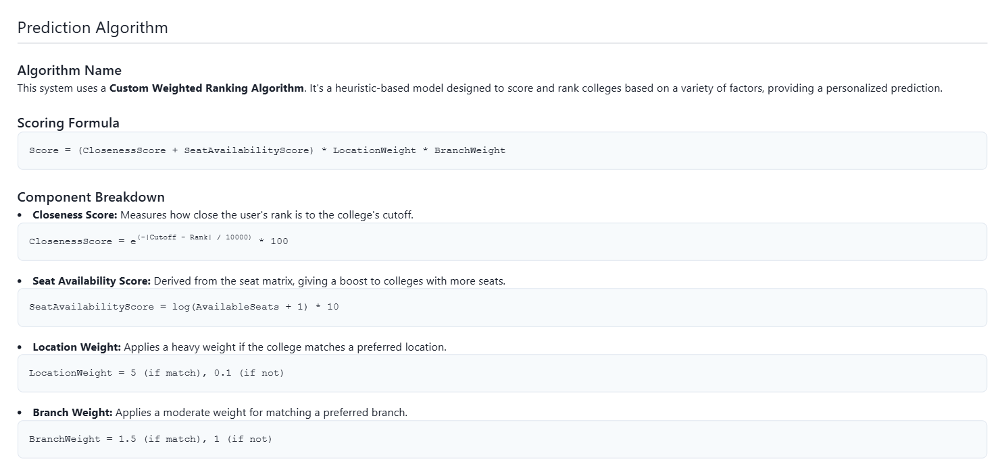 Prediction Algorithm
Algorithm Name
This system uses a Custom Weighted Ranking Algorithm. It's a heuristic-based model designed to score and rank colleges based on a variety of factors, providing a personalized prediction.
Scoring Formula
Score = (ClosenessScore + SeatAvailabilityScore) * LocationWeight * BranchWeight
Component Breakdown
• Closeness Score: Measures how close the user's rank is to the college's cutoff.
ClosenessScore = e(-|Cutoff - Rank| / 10000) * 100
• Seat Availability Score: Derived from the seat matrix, giving a boost to colleges with more seats.
SeatAvailabilityScore = log(AvailableSeats + 1) * 10
• Location Weight: Applies a heavy weight if the college matches a preferred location.
LocationWeight = 5 (if match), 0.1 (if not)
• Branch Weight: Applies a moderate weight for matching a preferred branch.
BranchWeight = 1.5 (if match), 1 (if not)